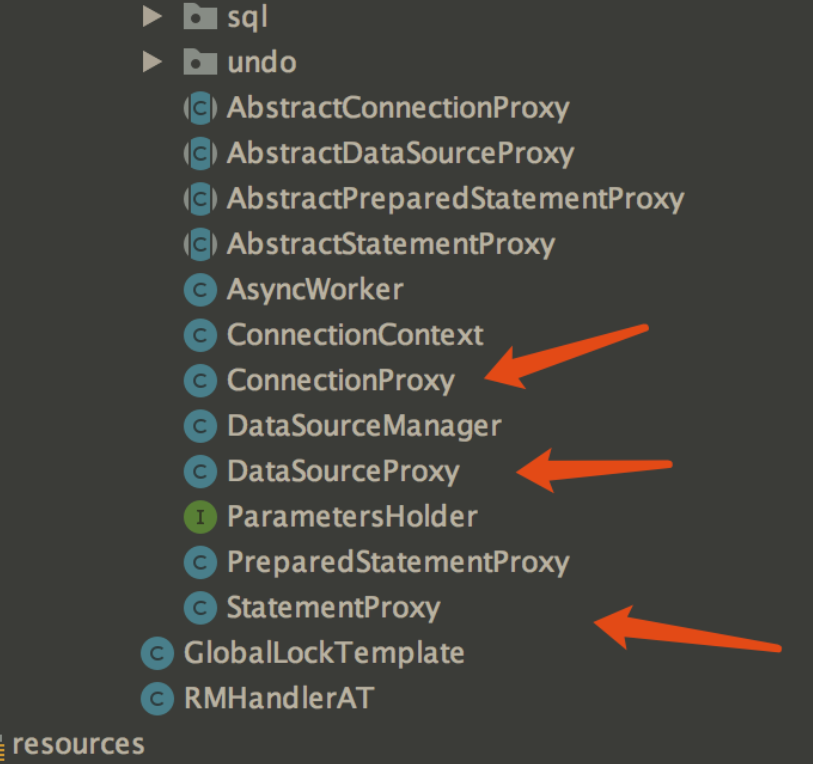 sql
undo
AbstractConnectionProxy
AbstractDataSourceProxy
AbstractPreparedStatementProxy
AbstractStatementProxy
AsyncWorker
ConnectionContext
ConnectionProxy
DataSourceManager
DataSourceProxy
ParametersHolder
PreparedStatementProxy
StatementProxy
GlobalLockTemplate
RMHandlerAT
resources